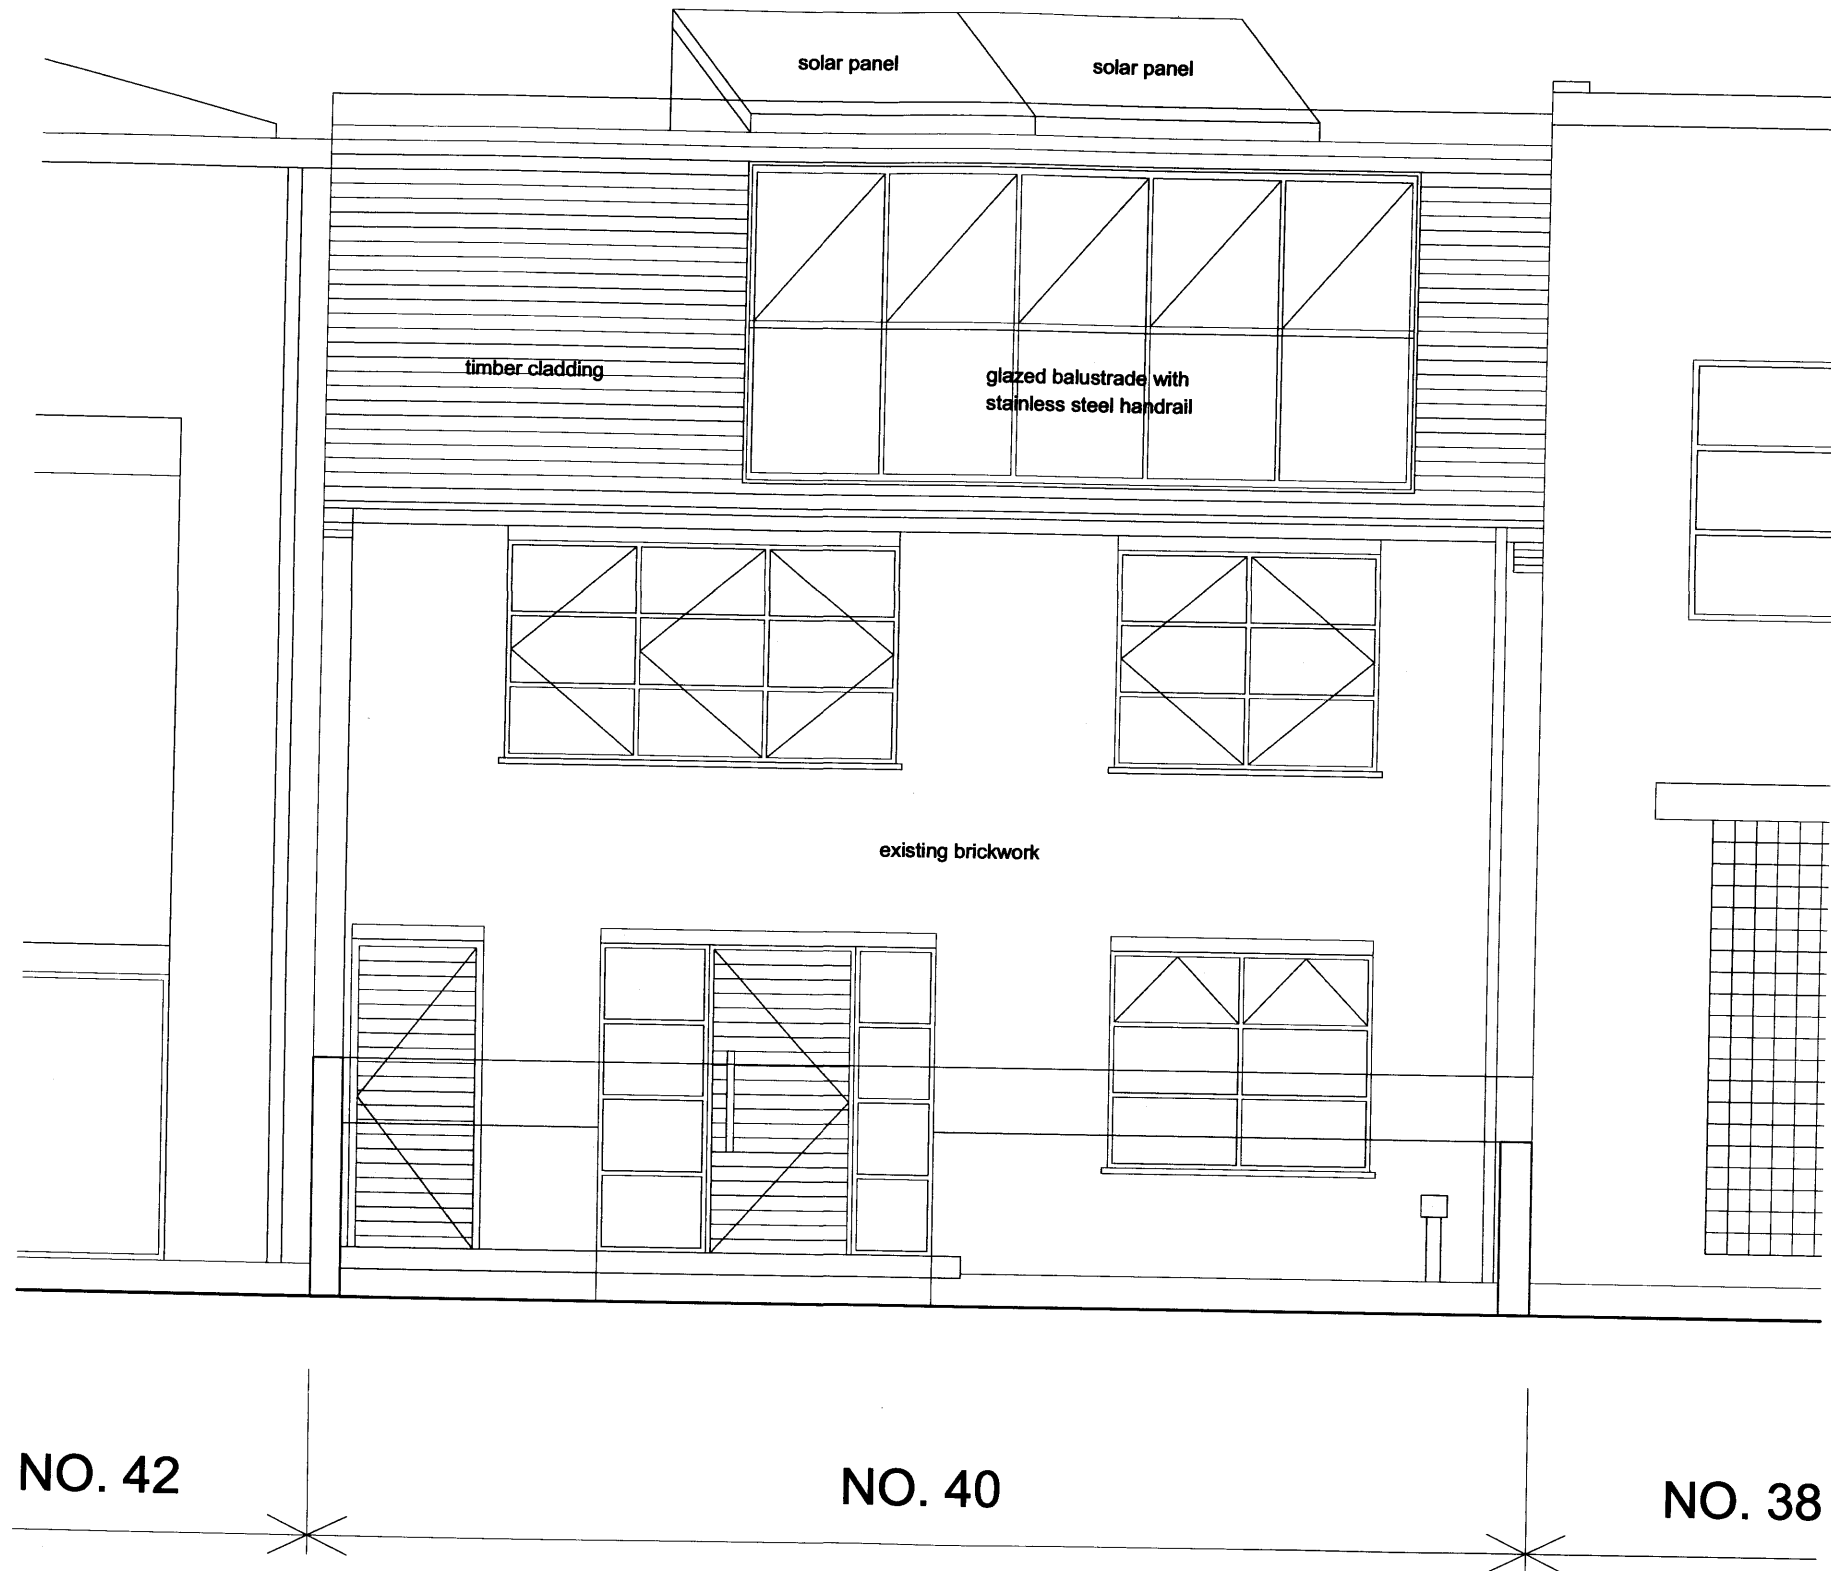 solar panel
solar panel
timber cladding
glazed balustrade with
stainless steel handrail
existing brickwork
NO. 42
NO. 40
NO. 38